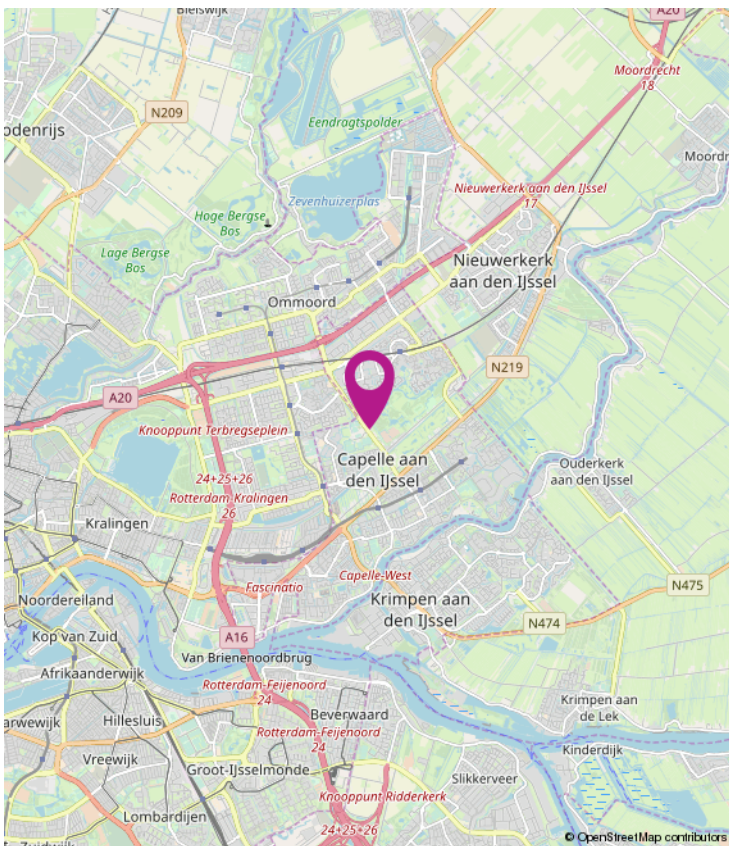 Bleiswijk
A20
Moordrecht
18
N209
Eendragtspolder
odenrijs
Moordr
Nieuwerkerk aan den IJssel
17
Zevenhuizerplas
Hoge Bergse
Bos
Lage Bergse
Bos
Nieuwerkerk
aan den IJssel
Ommoord
N219
A20
Knooppunt Terbregseplein
Capelle aan
den IJssel
Ouderkerk
aan den IJssel
24+25+26
Rotterdam-Kralingen
26
Kralingen
Capelle-West
Fascinatio
N475
Noordereiland
Krimpen aan
den IJssel
N474
Kop van Zuid
A16
Van Brienenoordbrug
Afrikaanderwijk
Rotterdam-Feijenoord
24
Krimpen aan
de Lek
arwewijk
Hillesluis
Beverwaard
Rotterdam-Feijenoord
24
Kinderdijk
Vreewijk
Groot-IJsselmonde
Slikkerveer
Knooppunt Ridderkerk
Lombardijen
24+25+26
Zuidwijk
© OpenStreetMap contributors